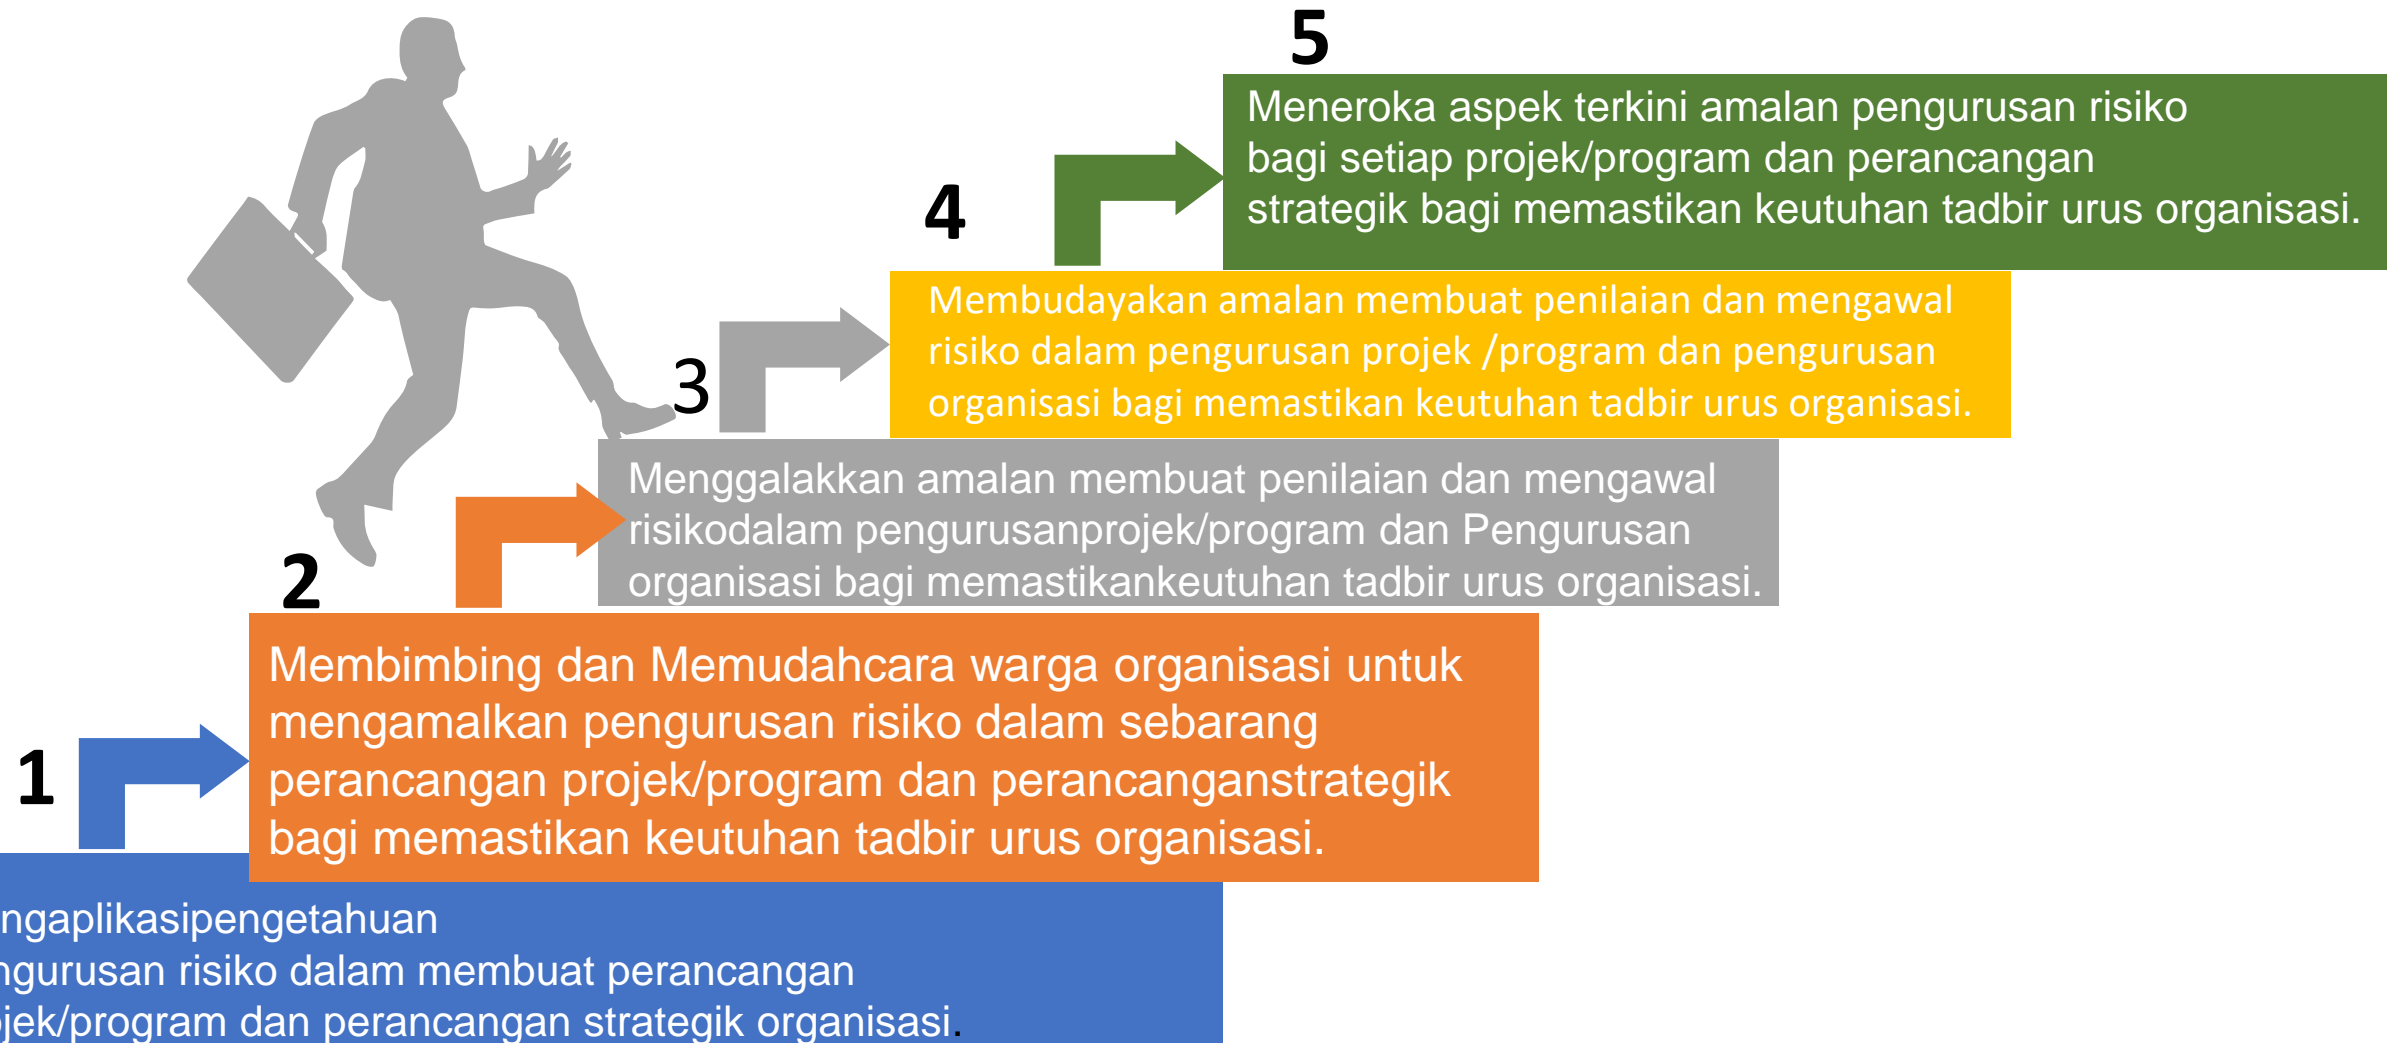 5
Meneroka aspek terkini amalan pengurusan risiko
bagi setiap projek/program dan perancangan
strategik bagi memastikan keutuhan tadbir urus organisasi.
4
Membudayakan amalan membuat penilaian dan mengawal
risiko dalam pengurusan projek /program dan pengurusan
organisasi bagi memastikan keutuhan tadbir urus organisasi.
3
Menggalakkan amalan membuat penilaian dan mengawal
risikodalam pengurusanprojek/program dan Pengurusan
organisasi bagi memastikankeutuhan tadbir urus organisasi.
2
Membimbing dan Memudahcara warga organisasi untuk
mengamalkan pengurusan risiko dalam sebarang
perancangan projek/program dan perancanganstrategik
bagi memastikan keutuhan tadbir urus organisasi.
1
ngaplikasipengetahuan
ngurusan risiko dalam membuat perancangan
ojek/program dan perancangan strategik organisasi.